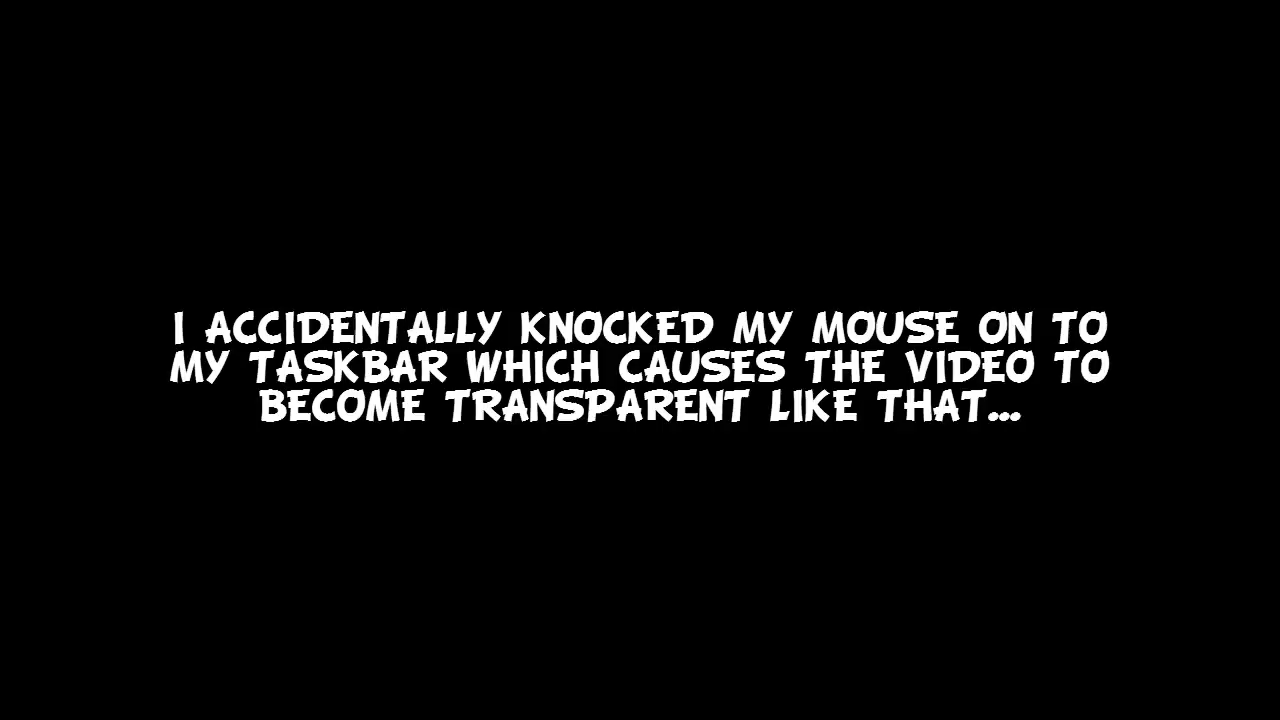 I ACCIDENTALLY KNOCKED MY MOUSE ON TO
MY TASKBAR WHICH CAUSES THE VIDEO TO
BECOME TRANSPARENT LIKE THAT...